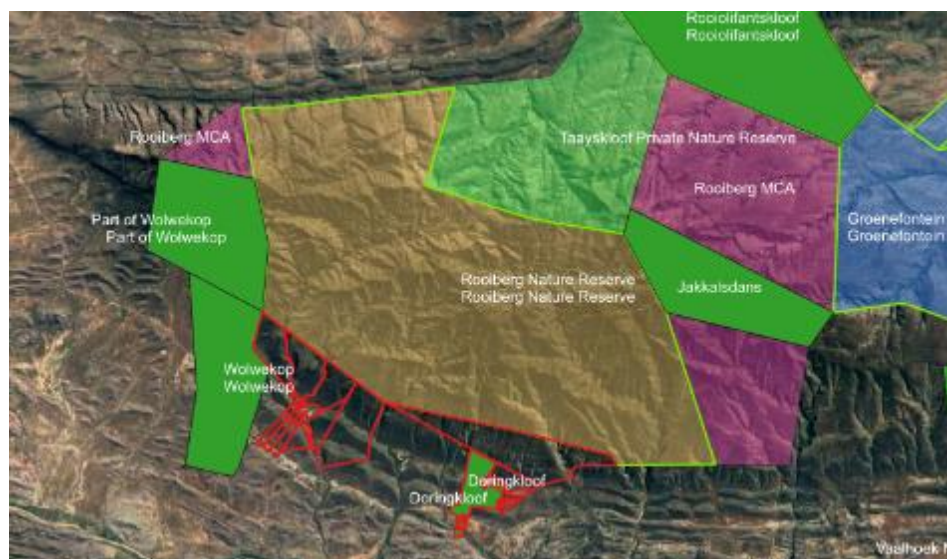 Rooiolifantskloof
Rooiolifantskloof
Rooiberg MCA
Taayskloof Private Nature Reserve
Rooiberg MCA
Part of Wolwekop
Part of Wolwekop
Groenefontein
Groenefontein
Rooiberg Nature Reserve
Rooiberg Nature Reserve
Jakkalsdans
Wolwekop
Wolwekop
Doringkloof
Doringkloof
Vaalhoek